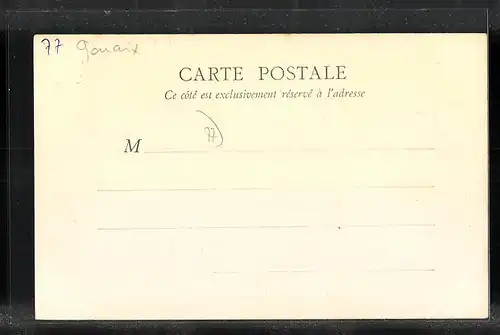 77 Gouaix
CARTE POSTALE
Ce côté est exclusivement réservé à l'adresse
77
M